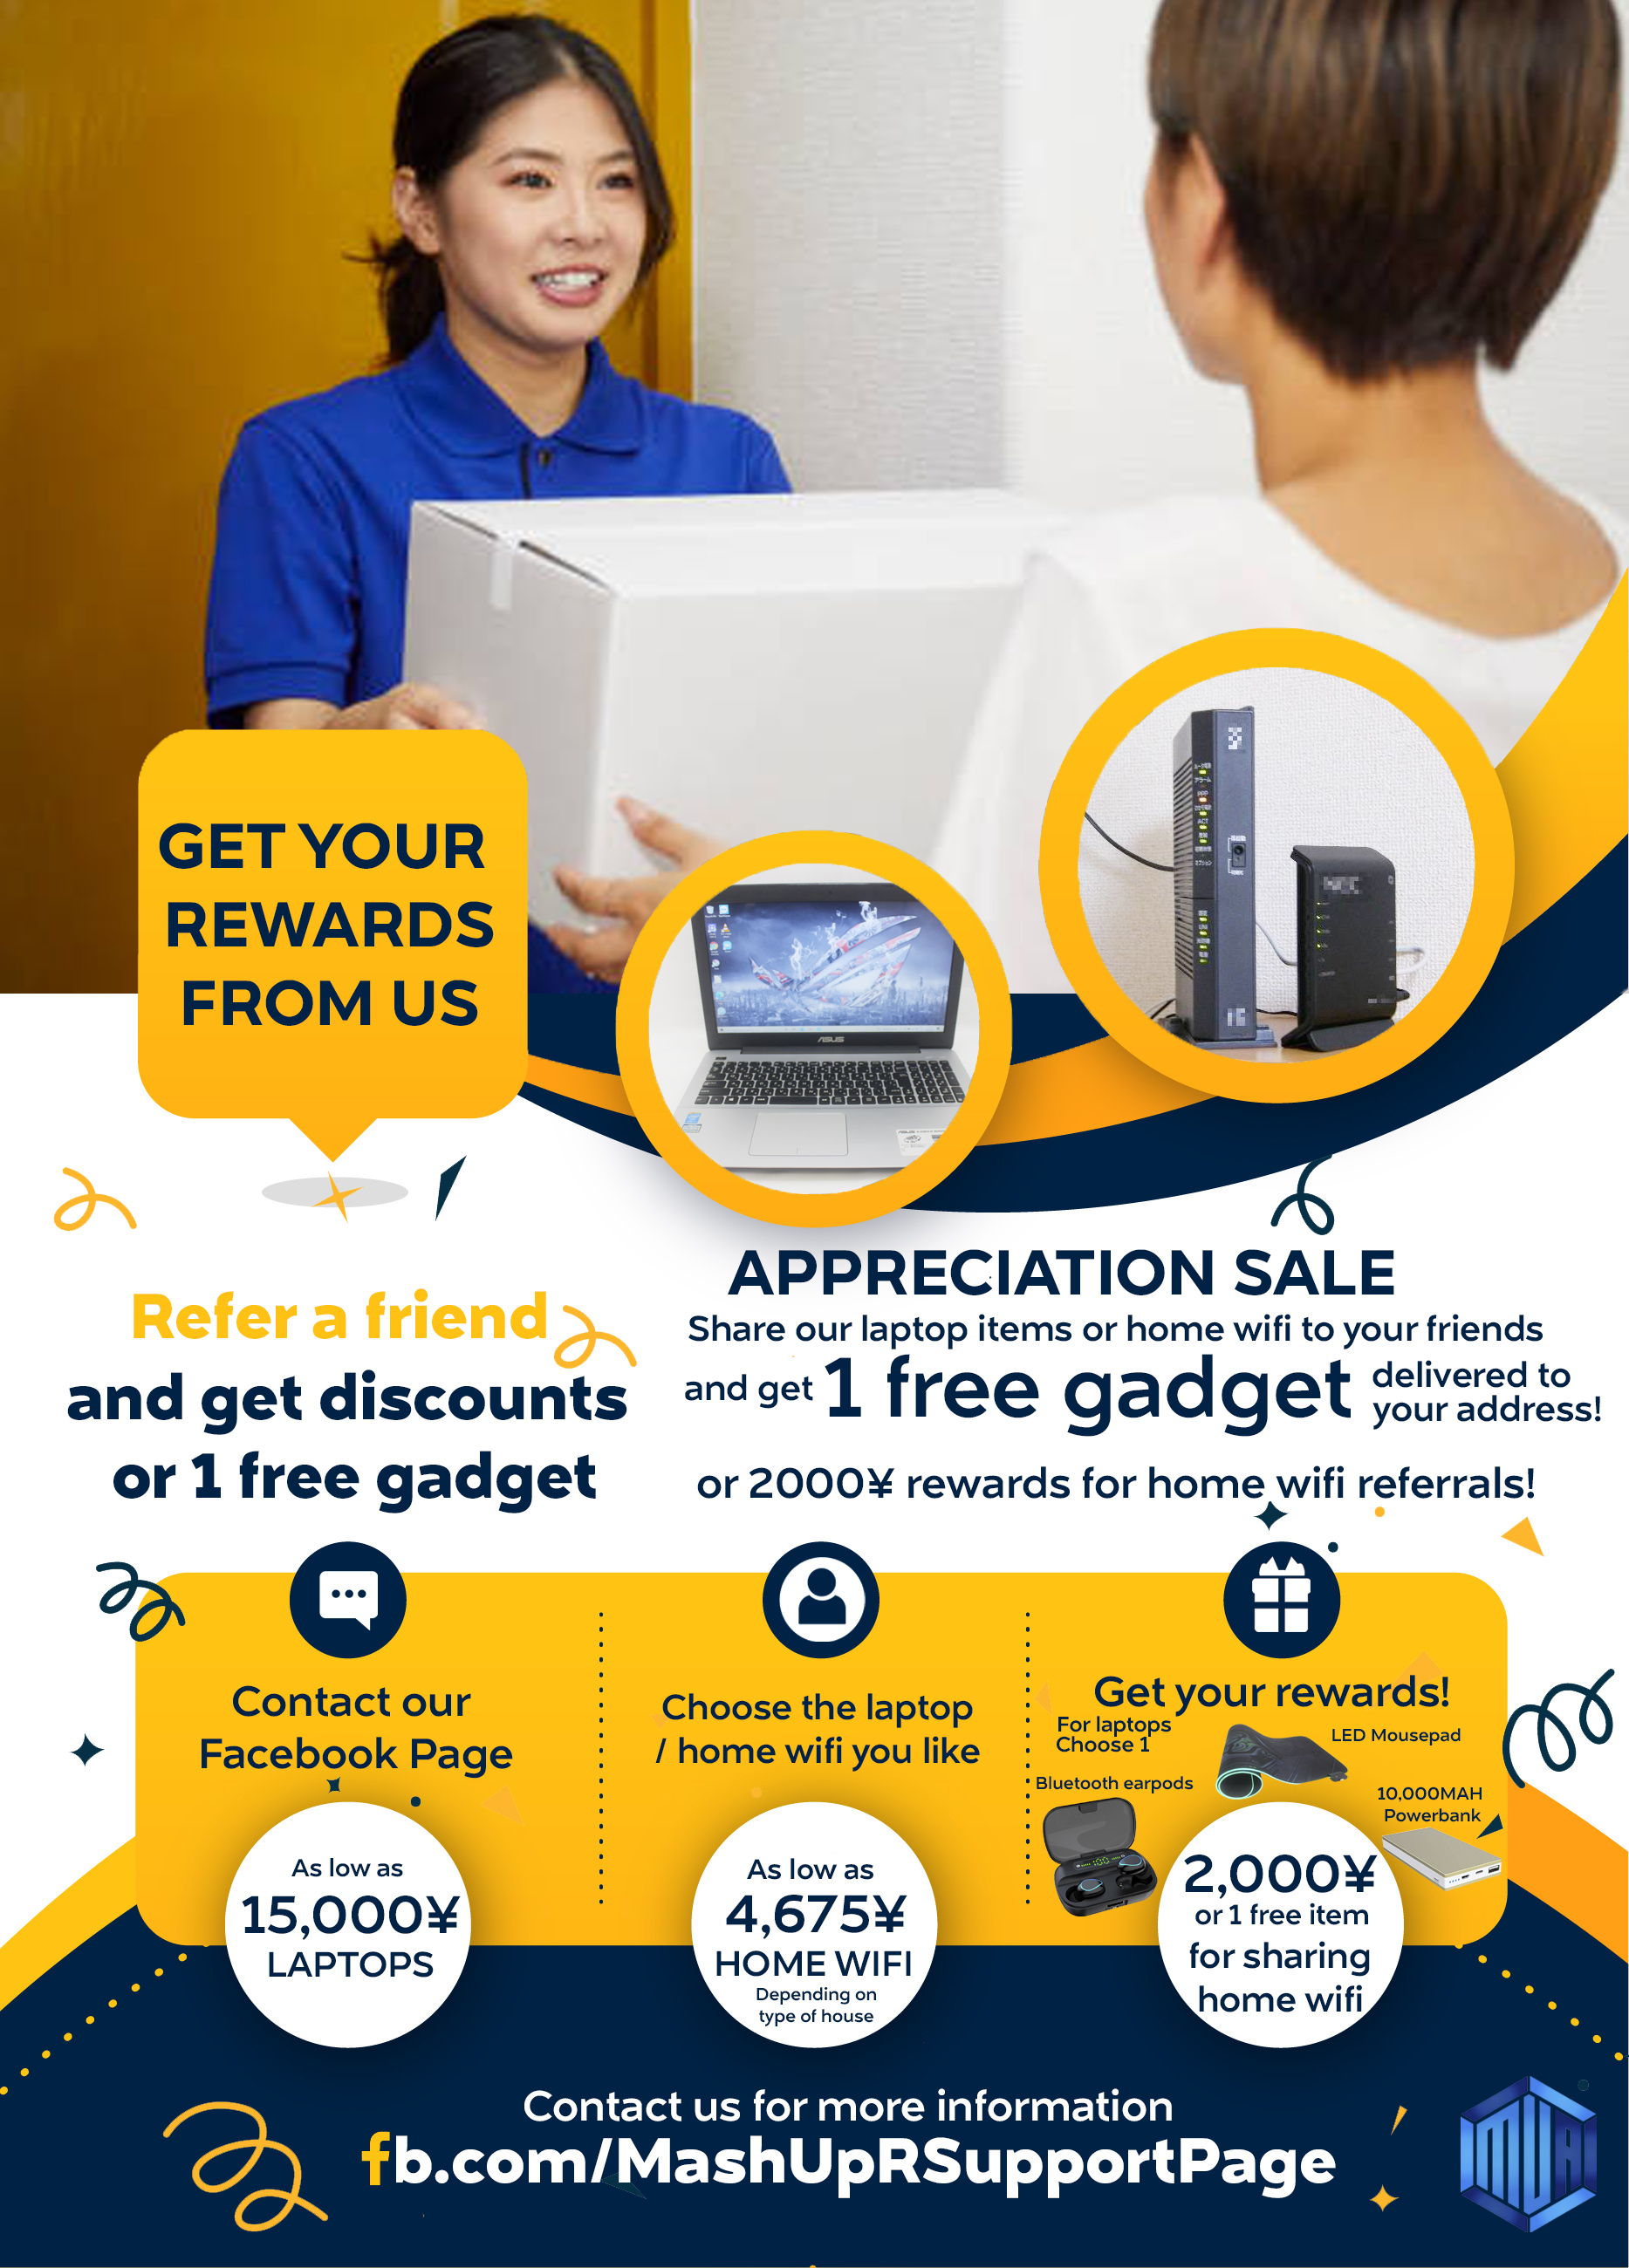 GET YOUR
REWARDS
FROM US
ASUS
Refer a friend
and get discounts
or 1 free gadget
APPRECIATION SALE
Share our laptop items or home wifi to your friends
and get 1 free gadget delivered to your address!
or 2000¥ rewards for home wifi referrals!
Contact our
Facebook Page
As low as
15,000¥
LAPTOPS
Choose the laptop
/ home wifi you like
As low as
4,675¥
HOME WIFI
Depending on
type of house
Get your rewards!
For laptops
Choose 1
LED Mousepad
Bluetooth earpods
10,000MAH
Powerbank
2,000¥
or 1 free item
for sharing
home wifi
Contact us for more information
fb.com/MashUpRSupportPage